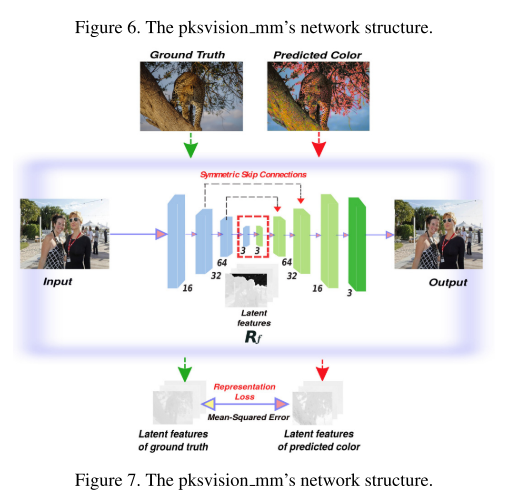 Figure 6. The pksvision_mm's network structure.
Ground Truth
Predicted Color
Symmetric Skip Connections
3 3
64 64
32 32
16 16
3
Input
Output
Latent
features
Rf
Representation
Loss
Mean-Squared Error
Latent features
of ground truth
Latent features
of predicted color
Figure 7. The pksvision_mm's network structure.